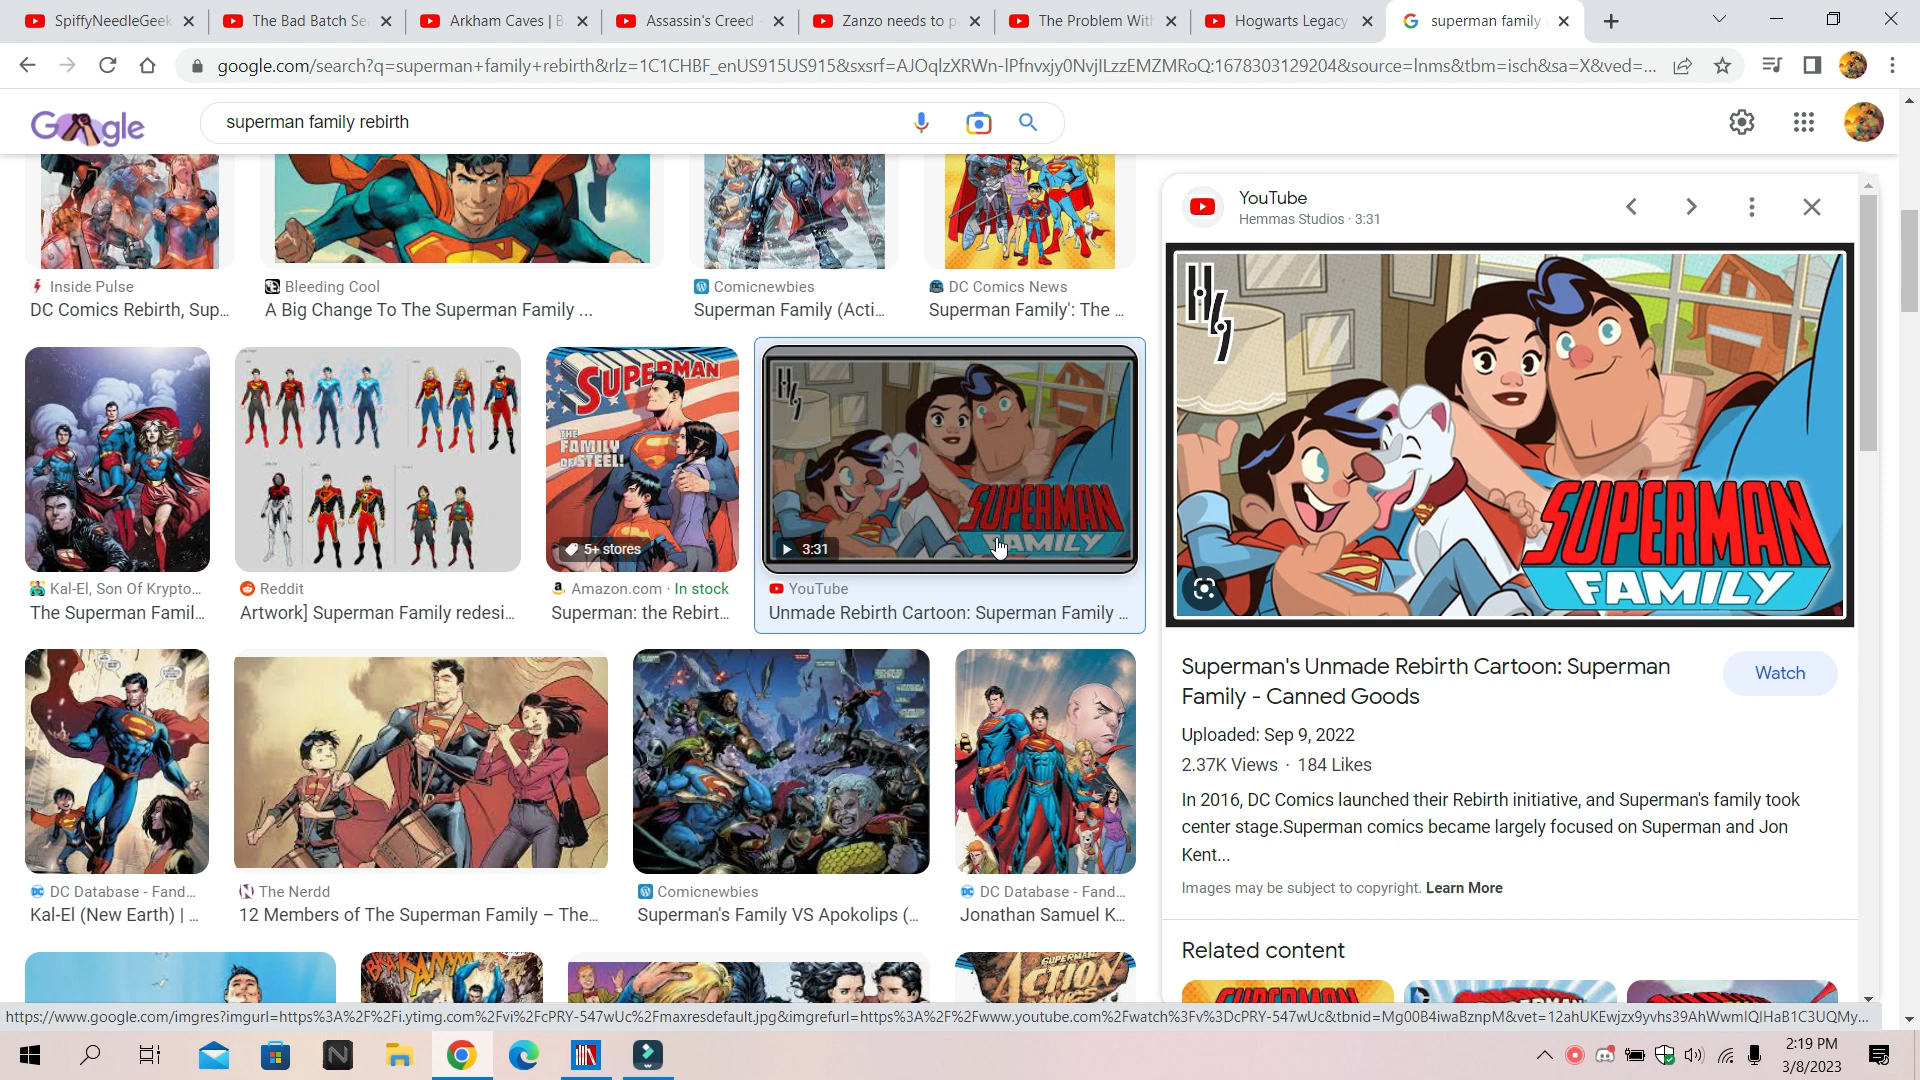 SpiffyNeedleGeek
The Bad Batch Se
Arkham Caves | B
Assassin's Creed
Zanzo needs to p
The Problem With
Hogwarts Legacy
superman family
google.com/search?q=superman+family+rebirth&rlz=1C1CHBF_enUS915US915&sxsrf=AJOqlzXRWn-lPfnvxjy0NvjILzzEMZMRoQ:1678303129204&source=lnms&tbm=isch&sa=X&ved=...
Google
superman family rebirth
Inside Pulse
DC Comics Rebirth, Sup...
Bleeding Cool
A Big Change To The Superman Family ...
Comicnewbies
Superman Family (Acti...
DC Comics News
Superman Family': The ...
SUPERMAN
THE
FAMILY
OF STEEL!
5+ stores
SUPERMAN
FAMILY
3:31
Kal-El, Son Of Krypto...
The Superman Famil...
Reddit
Artwork] Superman Family redesi...
Amazon.com · In stock
Superman: the Rebirt...
YouTube
Unmade Rebirth Cartoon: Superman Family ...
DC Database - Fand...
Kal-El (New Earth) | ...
The Nerdd
12 Members of The Superman Family – The...
Comicnewbies
Superman's Family VS Apokolips (...
DC Database - Fand...
Jonathan Samuel K...
SUPERMAN
ACTION
YouTube
Hemmas Studios · 3:31
SUPERMAN
FAMILY
Superman's Unmade Rebirth Cartoon: Superman
Family - Canned Goods
Watch
Uploaded: Sep 9, 2022
2.37K Views · 184 Likes
In 2016, DC Comics launched their Rebirth initiative, and Superman's family took
center stage.Superman comics became largely focused on Superman and Jon
Kent...
Images may be subject to copyright. Learn More
Related content
https://www.google.com/imgres?imgurl=https%3A%2F%2Fi.ytimg.com%2Fvi%2FcPRY-547wUc%2Fmaxresdefault.jpg&imgrefurl=https%3A%2F%2Fwww.youtube.com%2Fwatch%3Fv%3DcPRY-547wUc&tbnid=Mg00B4iwaBznpM&vet=12ahUKEwjzx9yvhs39AhWwmIQIHaB1C3UQMy...
2:19 PM
3/8/2023